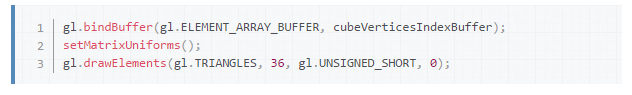 1 gl.bindBuffer(gl.ELEMENT_ARRAY_BUFFER, cubeVerticesIndexBuffer);
2 setMatrixUniforms();
3 gl.drawElements(gl.TRIANGLES, 36, gl.UNSIGNED_SHORT, 0);